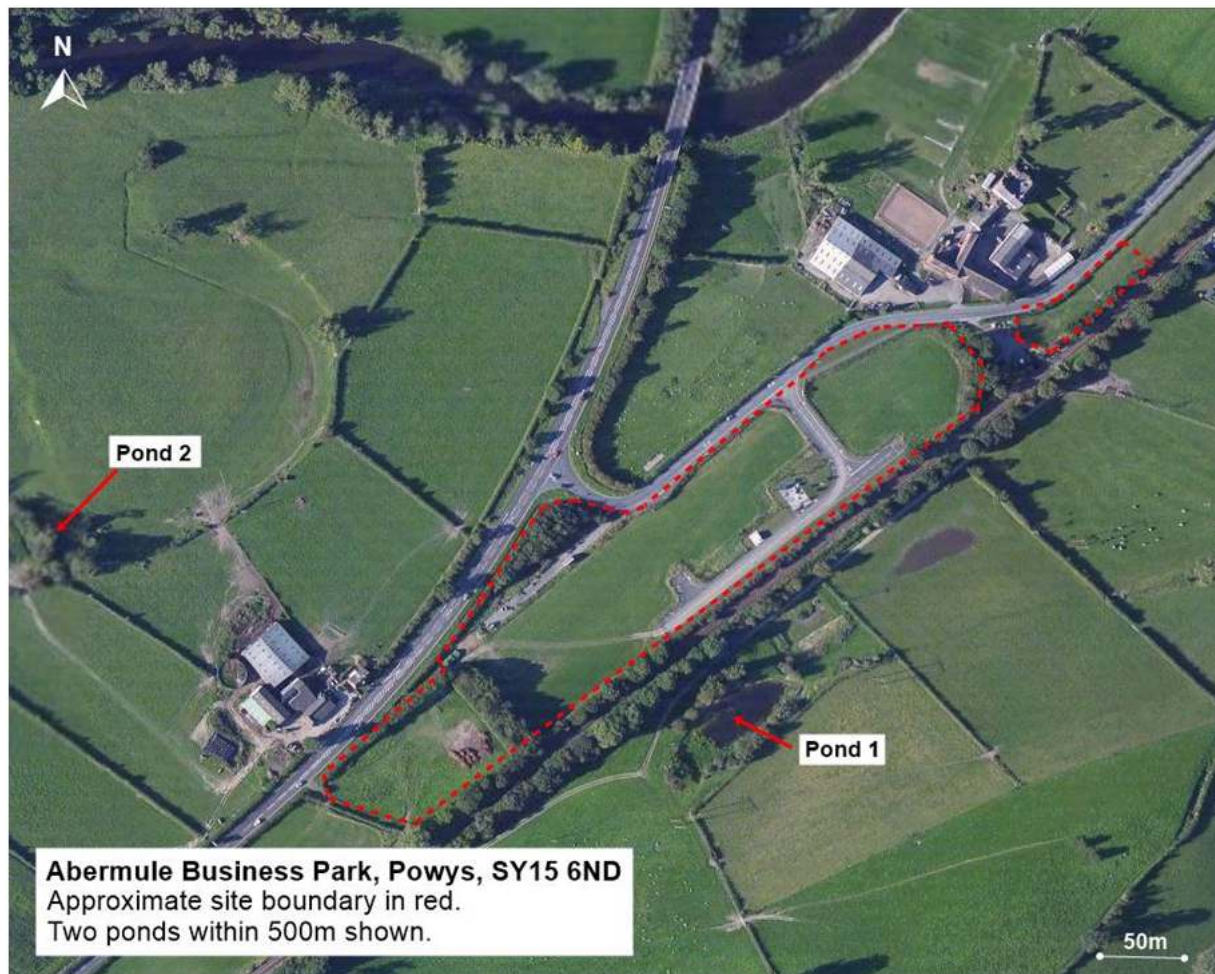 N
Pond 2
Pond 1
Abermule Business Park, Powys, SY15 6ND
Approximate site boundary in red.
Two ponds within 500m shown.
50m